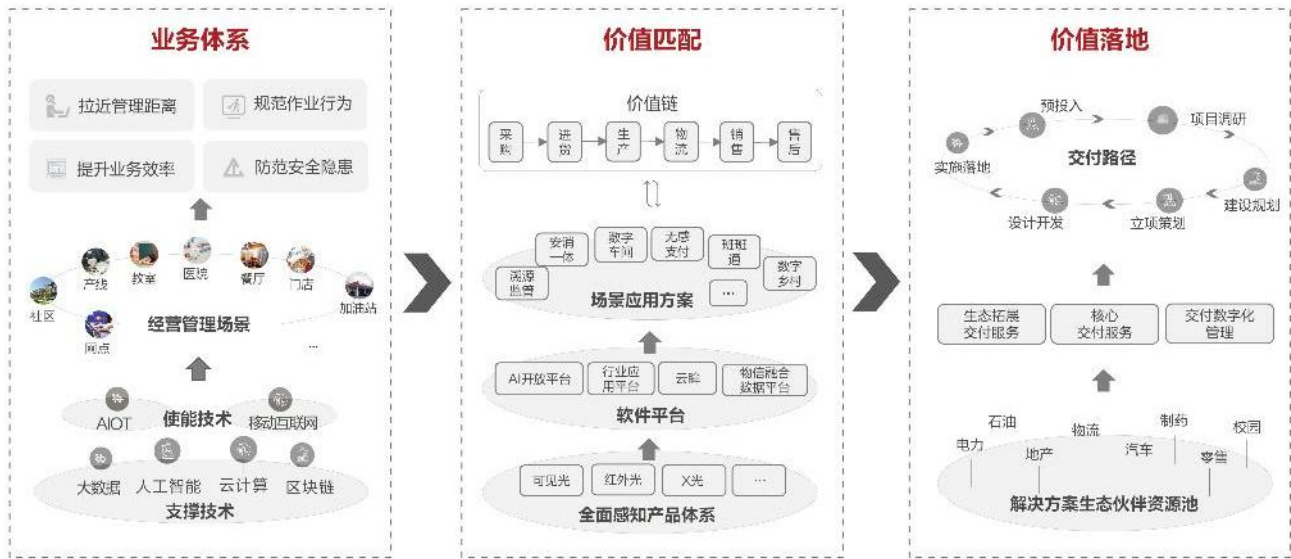 业务体系
拉近管理距离
规范作业行为
提升业务效率
防范安全隐患
产线
教室
医院
餐厅
门店
社区
加油站
网点
经营管理场景
...
AIOT
使能技术
移动互联网
大数据
人工智能
云计算
区块链
支撑技术
价值匹配
价值链
采购
进货
生产
物流
销售
售后
安消
一体
数字
车间
无感
支付
班班
通
溯源
监管
数字
乡村
...
场景应用方案
AI开放平台
行业应
用平台
云眸
物信融合
数据平台
软件平台
可见光
红外光
X光
...
全面感知产品体系
价值落地
预投入
项目调研
实施落地
交付路径
建设规划
设计开发
立项策划
生态拓展
交付服务
核心
交付服务
交付数字化
管理
石油
物流
制药
校园
电力
地产
汽车
零售
解决方案生态伙伴资源池